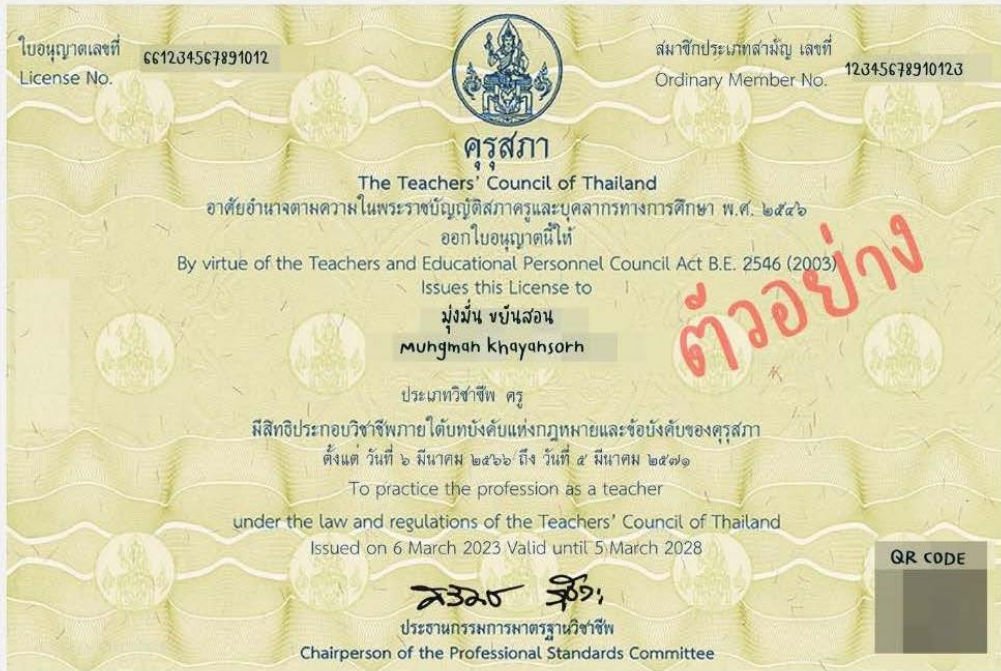 ใบอนุญาตเลขที่ 661234567891012
License No.
สมาชิกประเภทสามัญ เลขที่ 12345678910123
Ordinary Member No.
คุรุสภา
The Teachers' Council of Thailand
อาศัยอำนาจตามความในพระราชบัญญัติสภาครูและบุคลากรทางการศึกษา พ.ศ. ๒๕๔๖
ออกใบอนุญาตนี้ให้
By virtue of the Teachers and Educational Personnel Council Act B.E. 2546 (2003)
Issues this License to
มุ่งมั่น ขยันสอน
Mungman Khayansorn
ตัวอย่าง
ประเภทวิชาชีพ ครู
มีสิทธิประกอบวิชาชีพภายใต้บทบังคับแห่งกฎหมายและข้อบังคับของคุรุสภา
ตั้งแต่ วันที่ ๖ มีนาคม ๒๕๖๖ ถึง วันที่ ๕ มีนาคม ๒๕๗๑
To practice the profession as a teacher
under the law and regulations of the Teachers' Council of Thailand
Issued on 6 March 2023 Valid until 5 March 2028
QR CODE
ประธานกรรมการมาตรฐานวิชาชีพ
Chairperson of the Professional Standards Committee